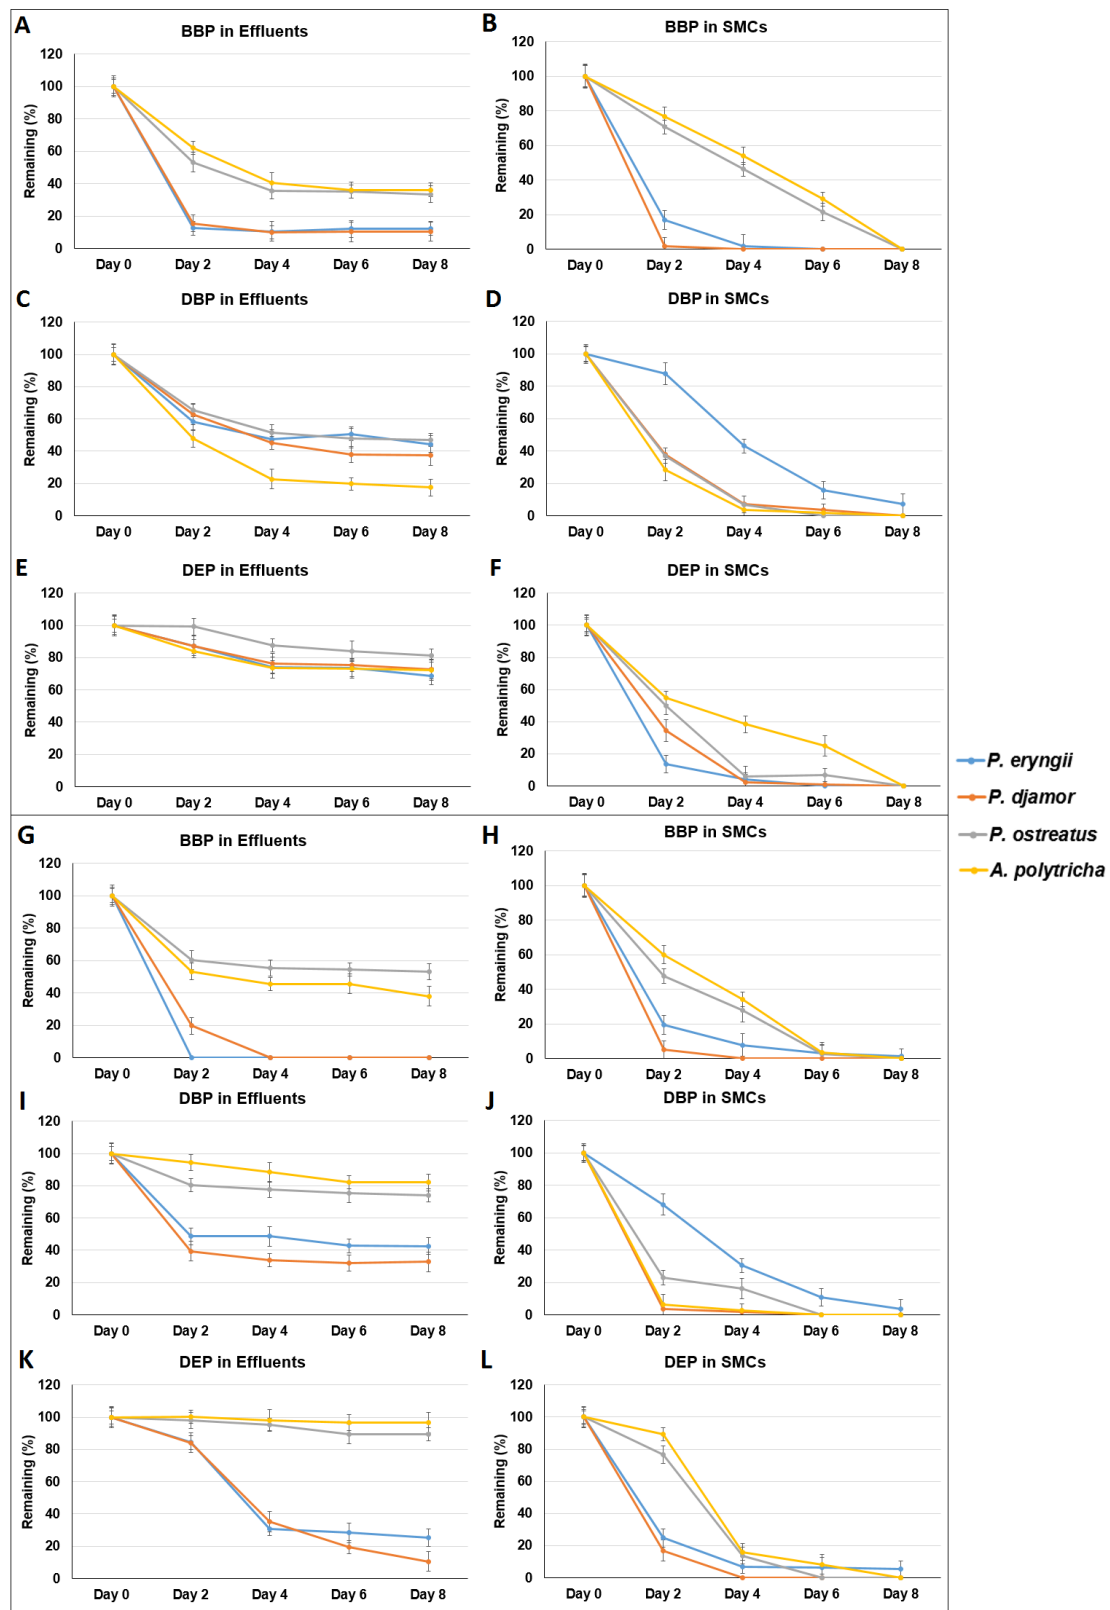 A
BBP in Effluents
Remaining (%)
120
100
80
60
40
20
0
Day 0 Day 2 Day 4 Day 6 Day 8
B
BBP in SMCs
Remaining (%)
120
100
80
60
40
20
0
Day 0 Day 2 Day 4 Day 6 Day 8
C
DBP in Effluents
Remaining (%)
120
100
80
60
40
20
0
Day 0 Day 2 Day 4 Day 6 Day 8
D
DBP in SMCs
Remaining (%)
120
100
80
60
40
20
0
Day 0 Day 2 Day 4 Day 6 Day 8
E
DEP in Effluents
Remaining (%)
120
100
80
60
40
20
0
Day 0 Day 2 Day 4 Day 6 Day 8
F
DEP in SMCs
Remaining (%)
120
100
80
60
40
20
0
Day 0 Day 2 Day 4 Day 6 Day 8
P. eryngii
P. djamor
P. ostreatus
A. polytricha
G
BBP in Effluents
Remaining (%)
120
100
80
60
40
20
0
Day 0 Day 2 Day 4 Day 6 Day 8
H
BBP in SMCs
Remaining (%)
120
100
80
60
40
20
0
Day 0 Day 2 Day 4 Day 6 Day 8
I
DBP in Effluents
Remaining (%)
120
100
80
60
40
20
0
Day 0 Day 2 Day 4 Day 6 Day 8
J
DBP in SMCs
Remaining (%)
120
100
80
60
40
20
0
Day 0 Day 2 Day 4 Day 6 Day 8
K
DEP in Effluents
Remaining (%)
120
100
80
60
40
20
0
Day 0 Day 2 Day 4 Day 6 Day 8
L
DEP in SMCs
Remaining (%)
120
100
80
60
40
20
0
Day 0 Day 2 Day 4 Day 6 Day 8